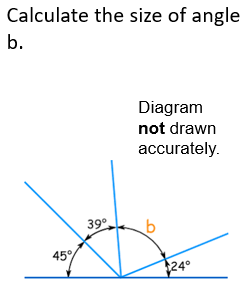 Calculate the size of angle
b.
Diagram
not drawn
accurately.
39° b
45°
24°